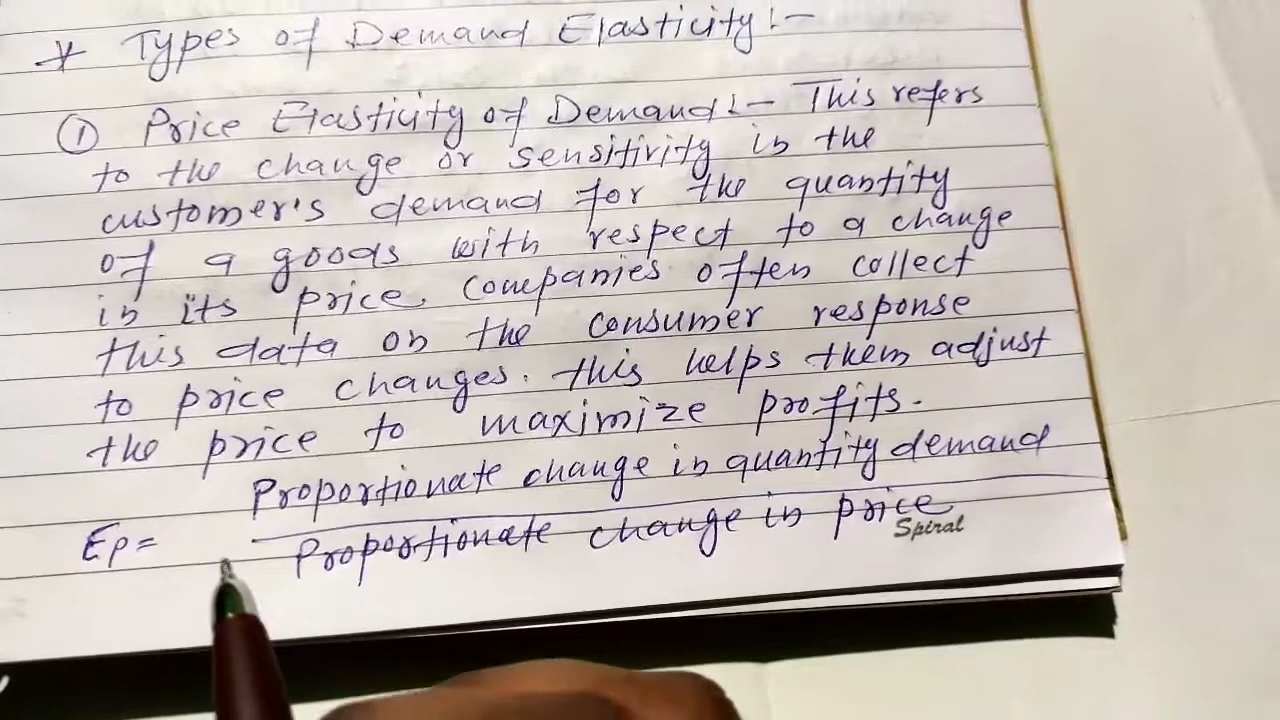 * Types of Demand Elasticity:-
① Price Elasticity of Demand:- This refers
to the change or sensitivity in the
customer's demand for the quantity
of a goods with respect to a change
in its price. Companies often collect
this data on the consumer response
to price changes. this helps them adjust
the price to maximize profits.
Proportionate change in quantity demand
Ep=
Proportionate change in price
Spiral